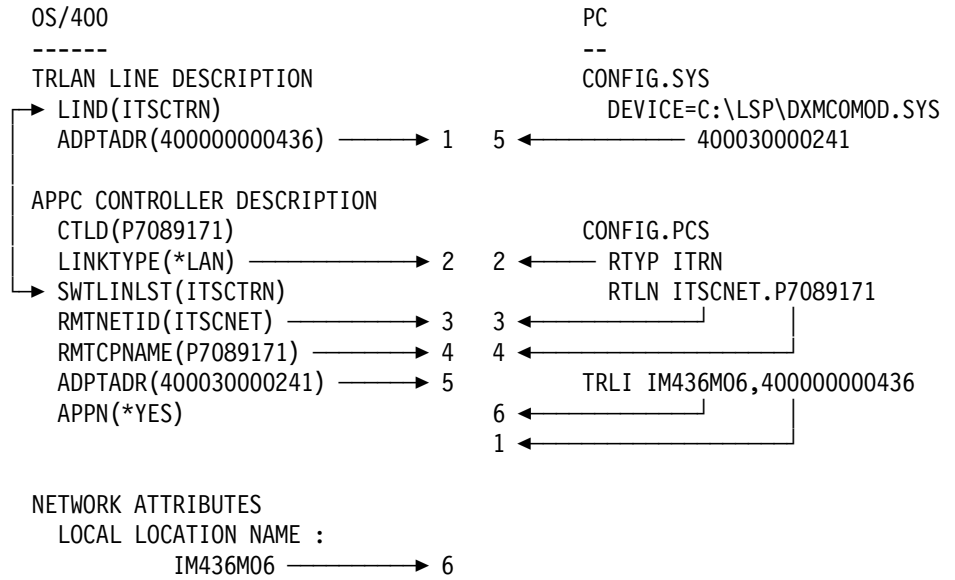 OS/400 PC
------ --
TRLAN LINE DESCRIPTION CONFIG.SYS
LIND(ITSCTRN) DEVICE=C:\LSP\DXMC0MOD.SYS
ADPTADR(400000000436) 1 5 400030000241
APPC CONTROLLER DESCRIPTION
CTLD(P7089171) CONFIG.PCS
LINKTYPE(*LAN) 2 2 RTYP ITRN
SWTLINLST(ITSCTRN) RTLN ITSCNET.P7089171
RMTNETID(ITSCNET) 3 3
RMTCPNAME(P7089171) 4 4
ADPTADR(400030000241) 5 TRLI IM436M06,400000000436
APPN(*YES) 6
1
NETWORK ATTRIBUTES
LOCAL LOCATION NAME :
IM436M06 6